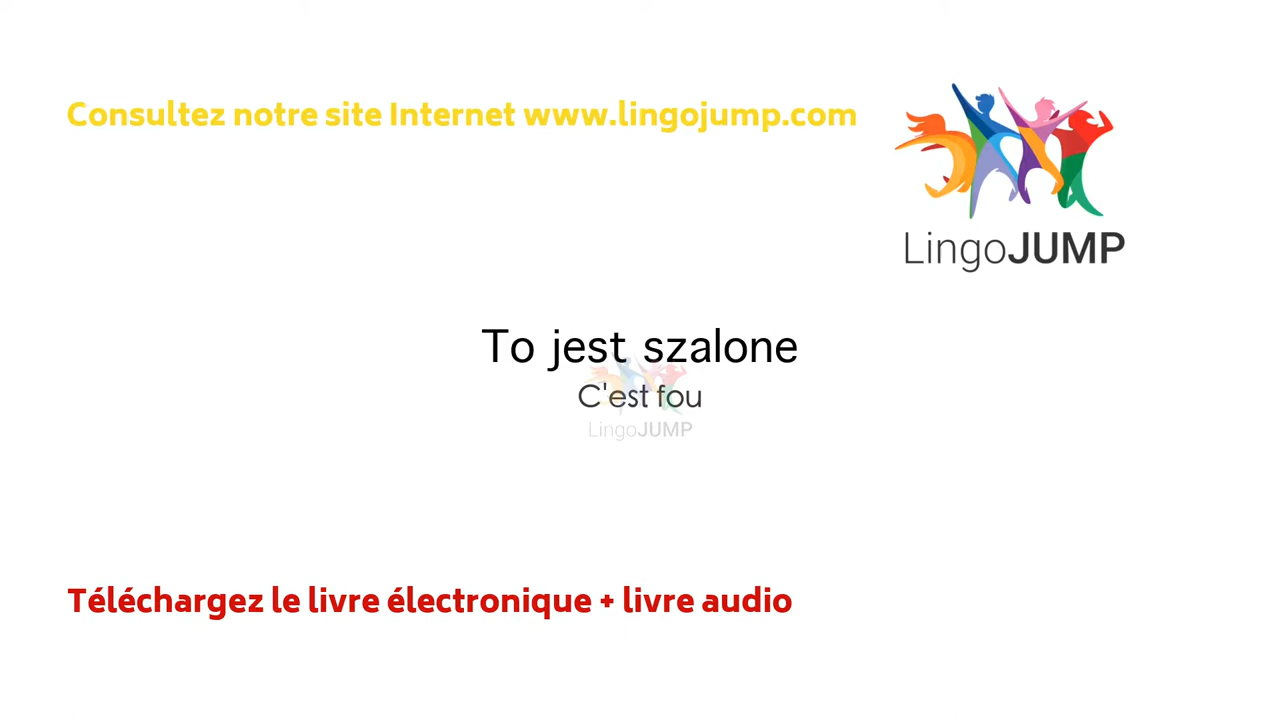 Consultez notre site Internet www.lingojump.com
LingoJUMP
To jest szalone
C'est fou
LingoJUMP
Téléchargez le livre électronique + livre audio